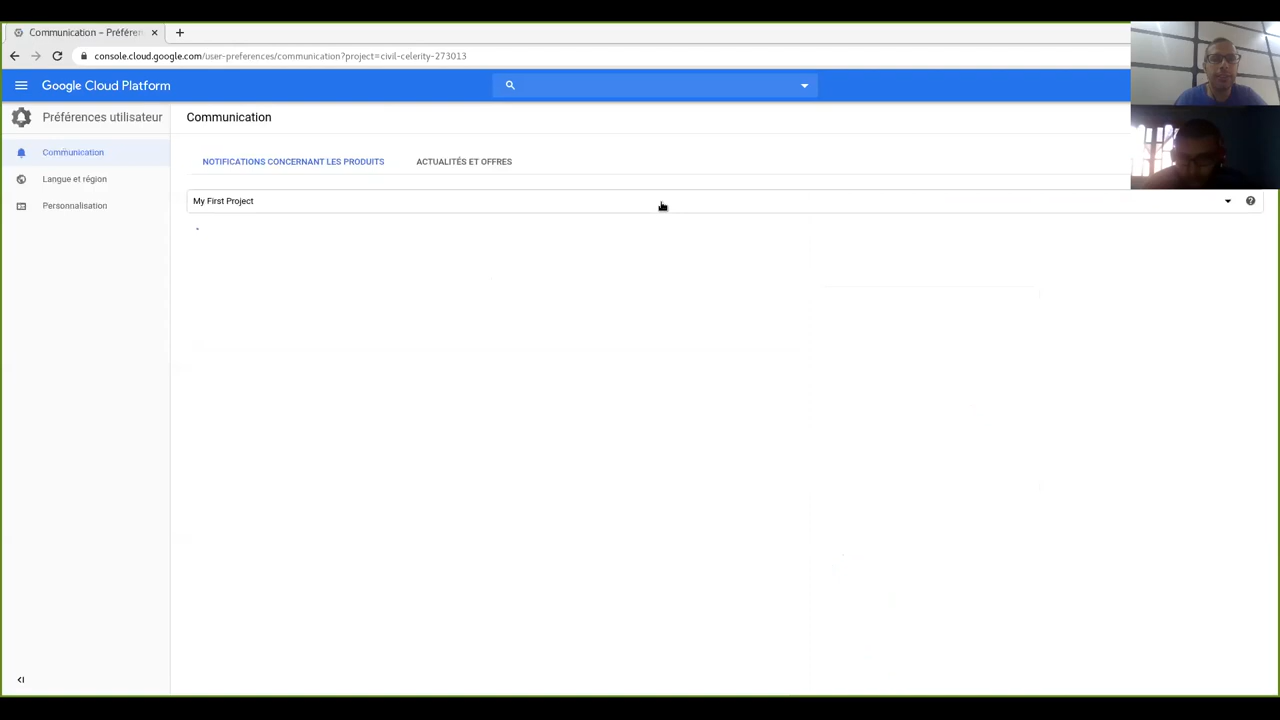 Communication – Préféren
console.cloud.google.com/user-preferences/communication?project=civil-celerity-273013
Google Cloud Platform
Préférences utilisateur
Communication
Langue et région
Personnalisation
Communication
NOTIFICATIONS CONCERNANT LES PRODUITS
ACTUALITÉS ET OFFRES
My First Project